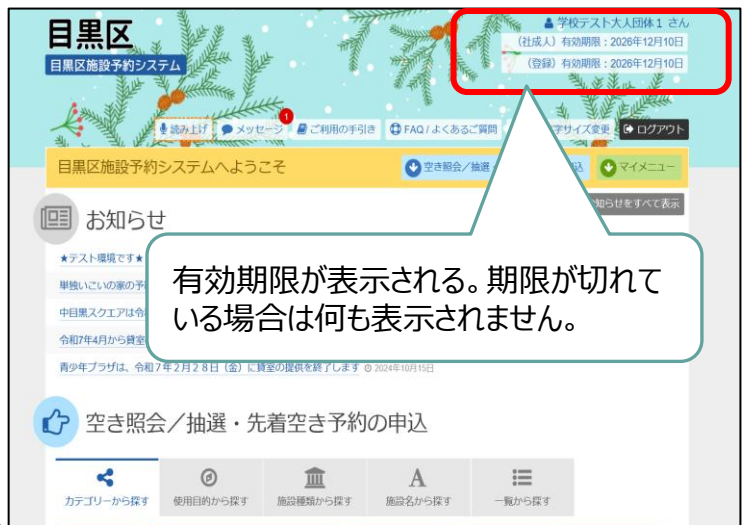 目黒区
目黒区施設予約システム
学校テスト大人団体1 さん
(社成人) 有効期限:2026年12月10日
(登録) 有効期限:2026年12月10日
読み上げ
メッセージ
1
ご利用の手引き
FAQ / よくあるご質問
字サイズ変更
ログアウト
目黒区施設予約システムへようこそ
空き照会/抽選
込
マイメニュー
お知らせ
知らせをすべて表示
★テスト環境です★
単独いこいの家の予
中目黒スクエアは令
令和7年4月から貸室
青少年プラザは、令和7年2月28日(金)に貸室の提供を終了します 2024年10月15日
有効期限が表示される。期限が切れて
いる場合は何も表示されません。
空き照会/抽選・先着空き予約の申込
カテゴリーから探す
使用目的から探す
施設種類から探す
A
施設名から探す
一覧から探す